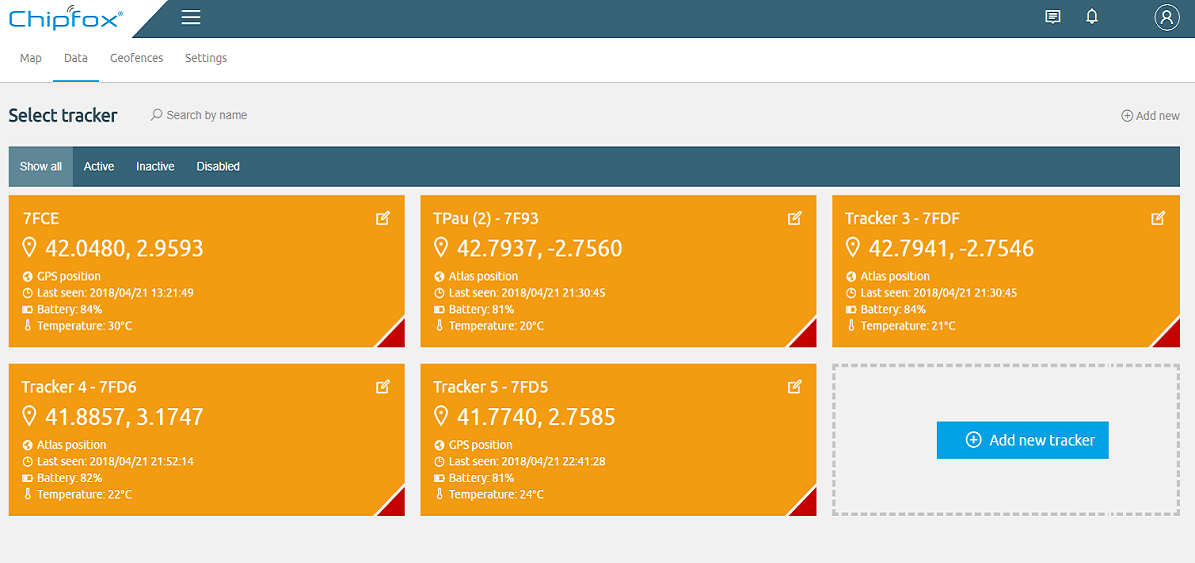 Chipfox®
Map Data Geofences Settings
Select tracker Search by name Add new
Show all Active Inactive Disabled
7FCE
42.0480, 2.9593
GPS position
Last seen: 2018/04/21 13:21:49
Battery: 84%
Temperature: 30°C
TPau (2) - 7F93
42.7937, -2.7560
Atlas position
Last seen: 2018/04/21 21:30:45
Battery: 81%
Temperature: 20°C
Tracker 3 - 7FDF
42.7941, -2.7546
Atlas position
Last seen: 2018/04/21 21:30:45
Battery: 84%
Temperature: 21°C
Tracker 4 - 7FD6
41.8857, 3.1747
Atlas position
Last seen: 2018/04/21 21:52:14
Battery: 82%
Temperature: 22°C
Tracker 5 - 7FD5
41.7740, 2.7585
GPS position
Last seen: 2018/04/21 22:41:28
Battery: 81%
Temperature: 24°C
Add new tracker